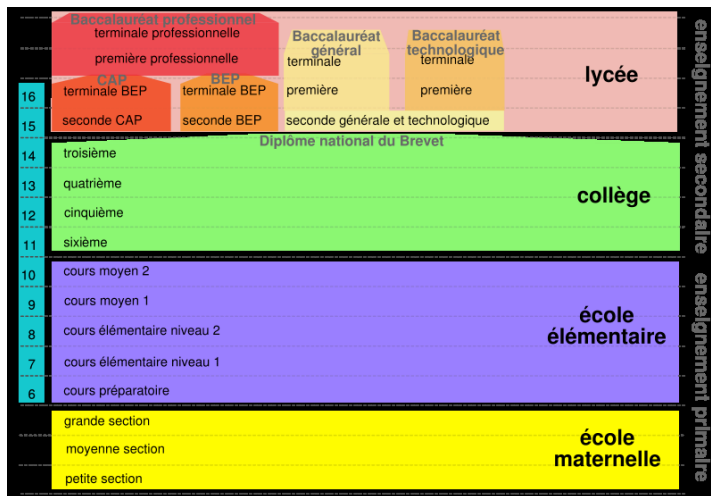 Baccalauréat professionnel
terminale professionnelle
première professionnelle
Baccalauréat
général
terminale
première
Baccalauréat
technologique
terminale
première
lycée
CAP
terminale BEP
seconde CAP
BEP
terminale BEP
seconde BEP
seconde générale et technologique
16
15
Diplôme national du Brevet
14
troisième
13
quatrième
12
cinquième
11
sixième
collège
enseignement secondaire
10
cours moyen 2
9
cours moyen 1
8
cours élémentaire niveau 2
7
cours élémentaire niveau 1
6
cours préparatoire
école
élémentaire
grande section
moyenne section
petite section
école
maternelle
enseignement primaire